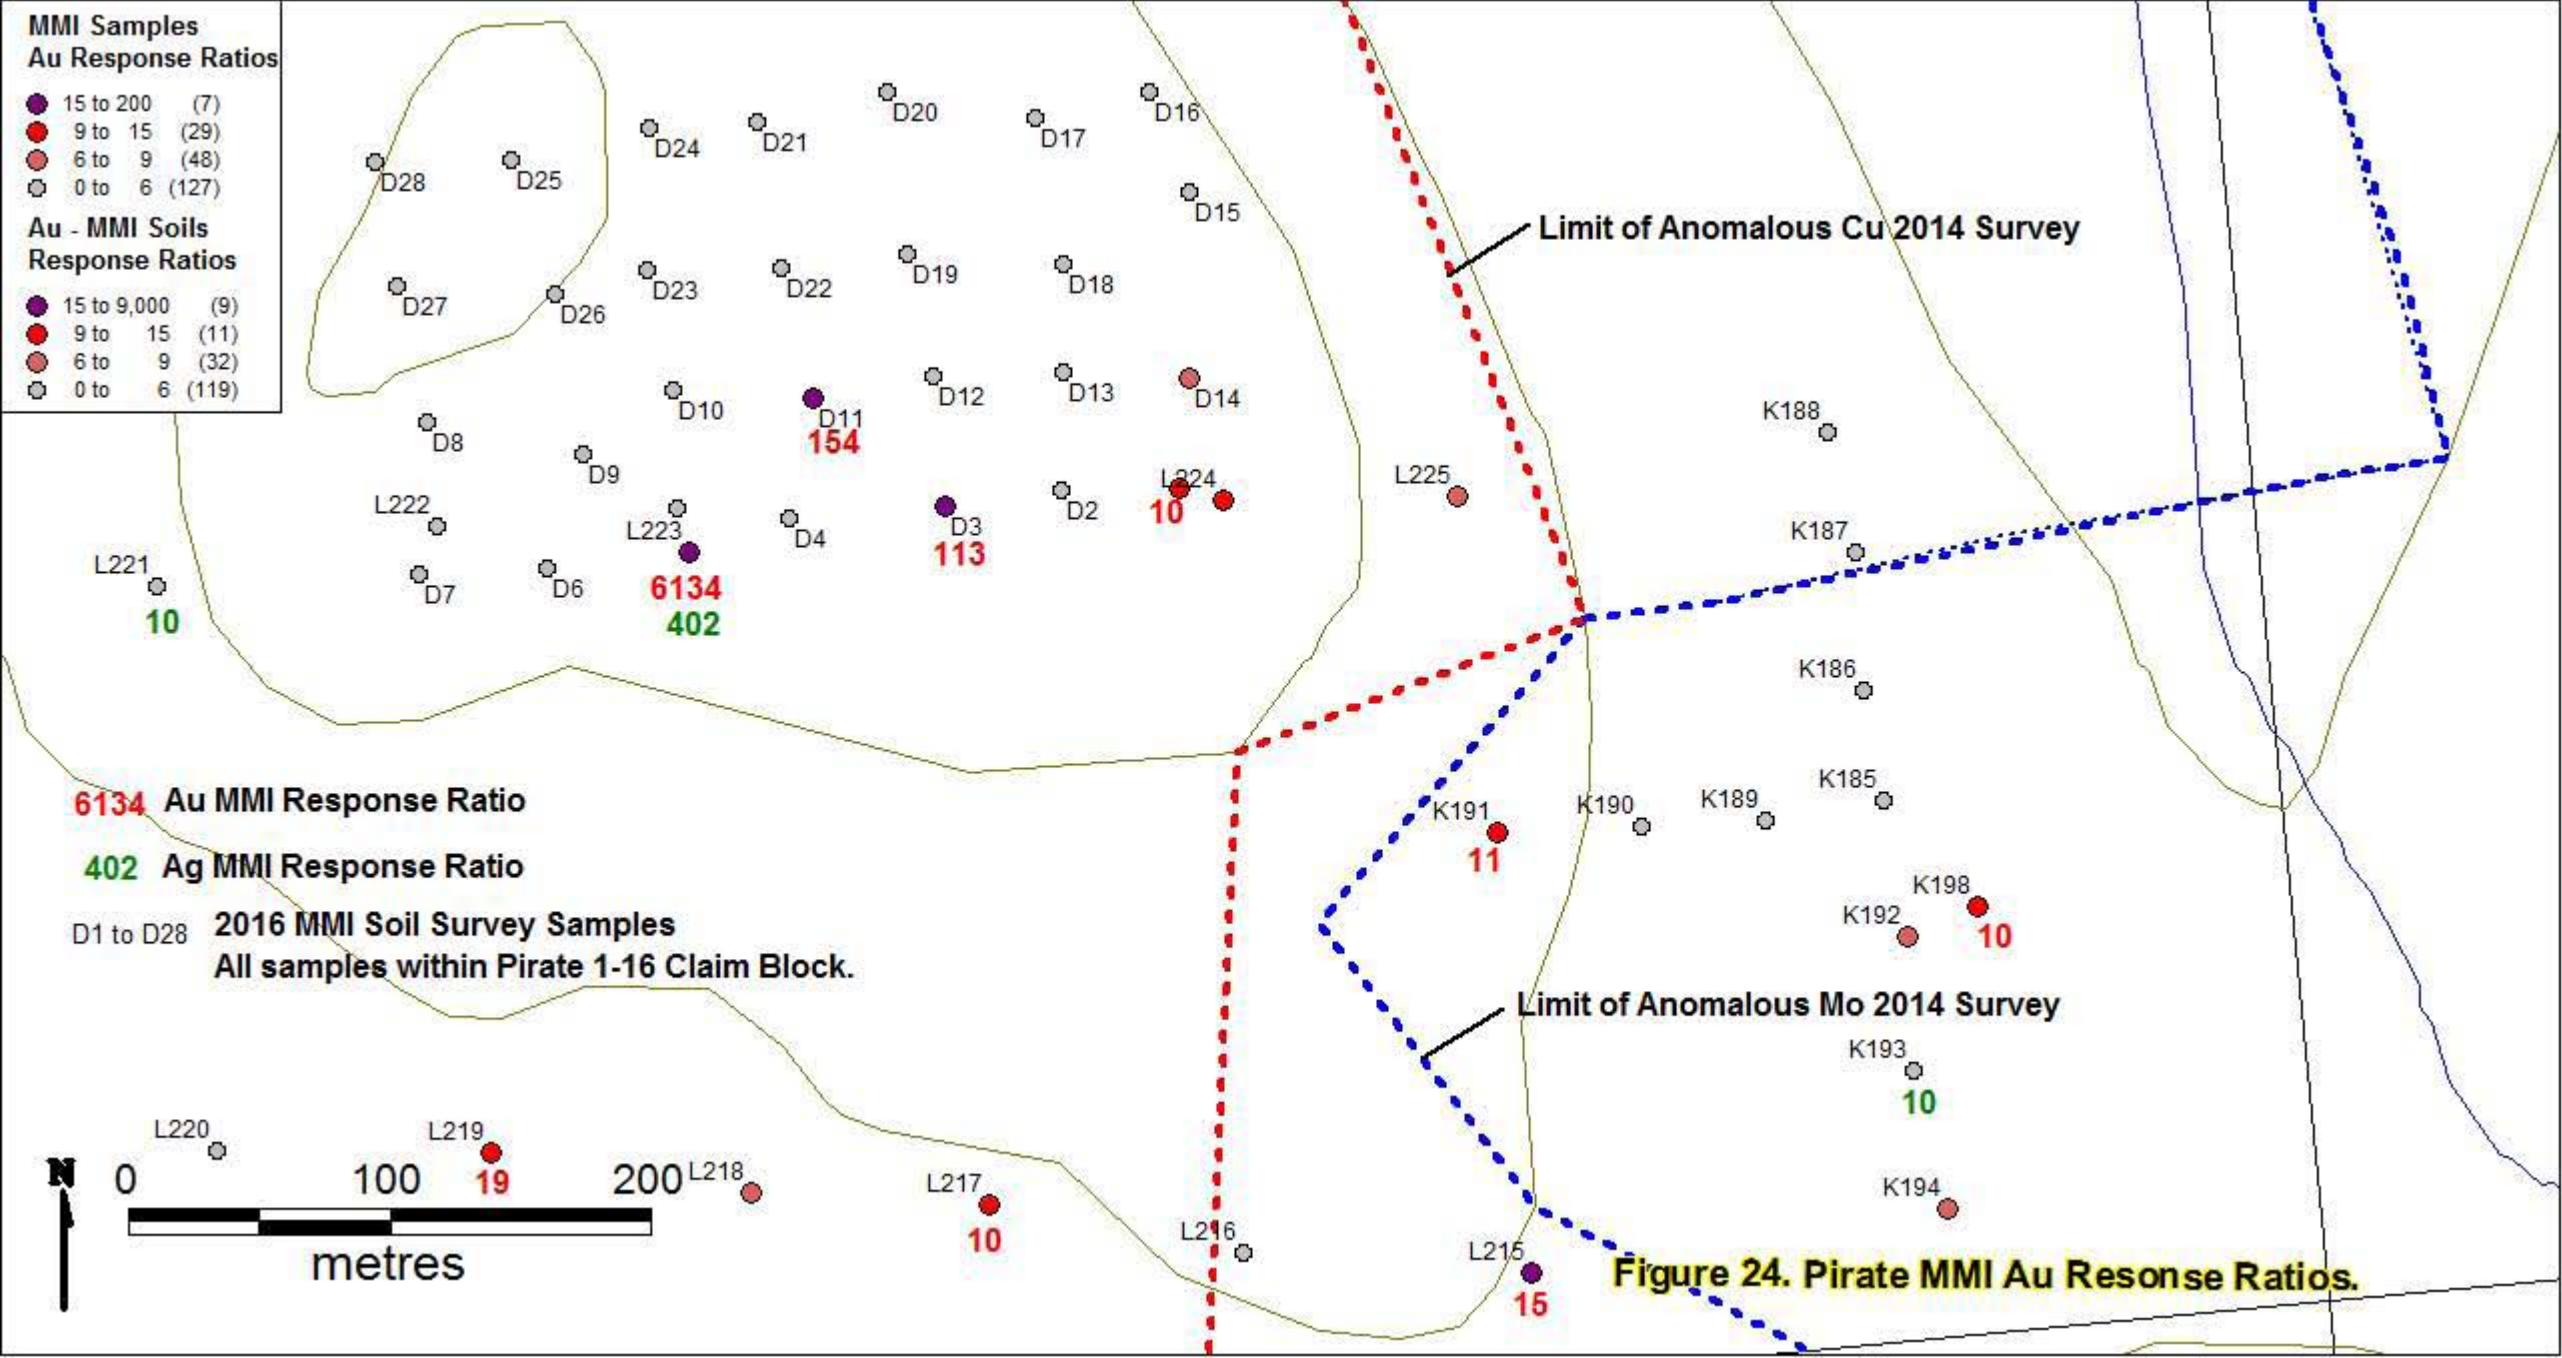 MMI Samples
Au Response Ratios
15 to 200 (7)
9 to 15 (29)
6 to 9 (48)
0 to 6 (127)
Au - MMI Soils
Response Ratios
15 to 9,000 (9)
9 to 15 (11)
6 to 9 (32)
0 to 6 (119)
D20
D16
D17
D21
D24
D28
D25
D15
Limit of Anomalous Cu 2014 Survey
D19
D18
D22
D23
D27
D26
D12
D13
D14
D10
D11
154
K188
D8
D9
L222
L224
10
L225
D2
D3
113
D4
L223
6134
402
K187
L221
10
D7
D6
K186
K185
K189
K190
K191
11
6134 Au MMI Response Ratio
402 Ag MMI Response Ratio
D1 to D28 2016 MMI Soil Survey Samples
All samples within Pirate 1-16 Claim Block.
K198
10
K192
Limit of Anomalous Mo 2014 Survey
K193
10
L220
L219
19
L218
L217
10
K194
L216
L215
15
N
0 100 200
metres
Figure 24. Pirate MMI Au Resonse Ratios.